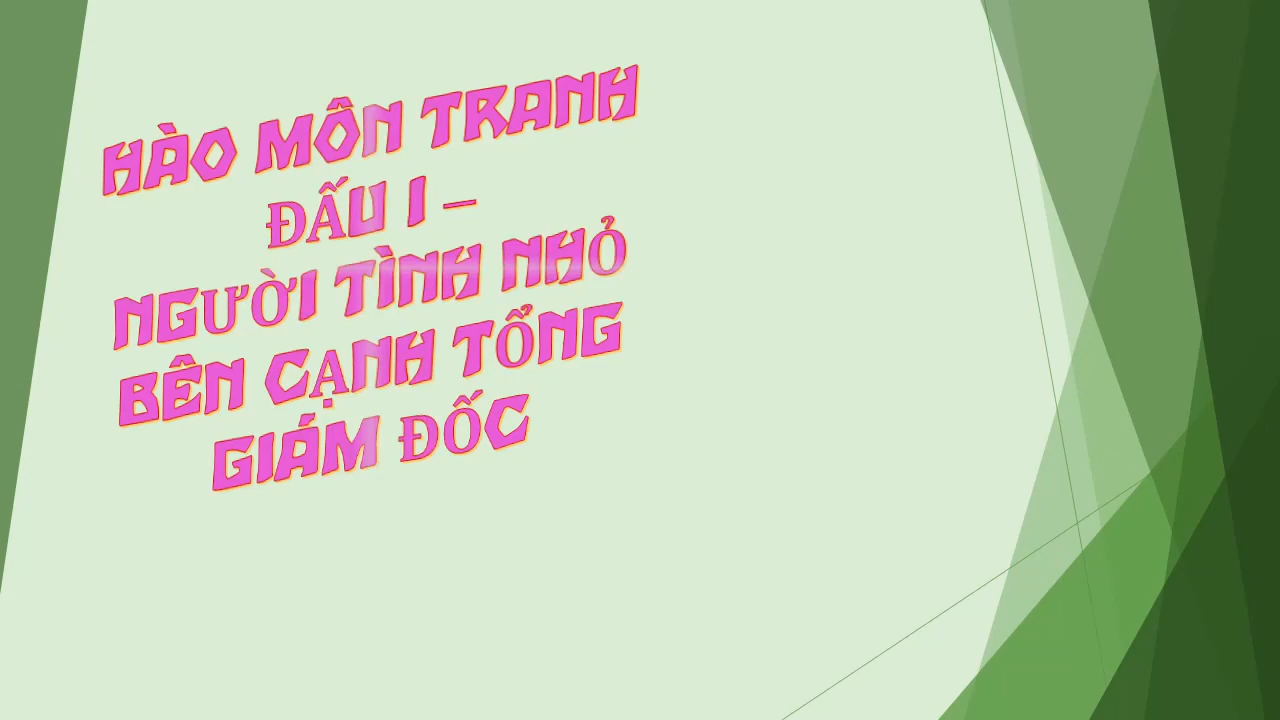 HÀO MÔN TRANH
ĐẤU I –
NGƯỜI TÌNH NHỎ
BÊN CẠNH TỔNG
GIÁM ĐỐC